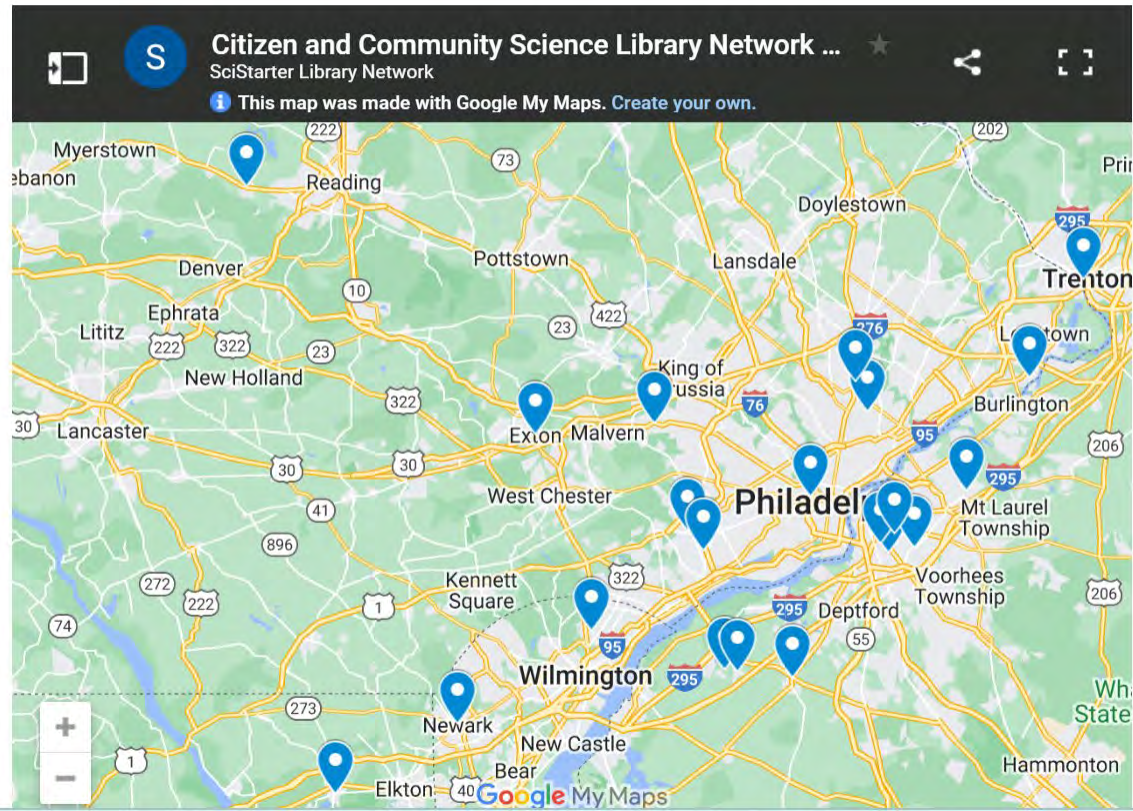 S
Citizen and Community Science Library Network ...
SciStarter Library Network
This map was made with Google My Maps. Create your own.
222
202
Myerstown
73
ebanon
Reading
Prin
Doylestown
295
Denver
Pottstown
Lansdale
Trenton
10
Ephrata
422
Lititz
23
276
222
322
23
King of
New Holland
322
76
Burlington
30
Lancaster
Exton
Malvern
95
206
30
30
295
West Chester
Philadel
Mt Laurel
Township
41
896
Kennett
Square
322
Voorhees
Township
272
222
1
295
Deptford
206
74
95
55
Wilmington
295
Wha
State
273
Newark
New Castle
1
Bear
Hammonton
Elkton
40
Google My Maps